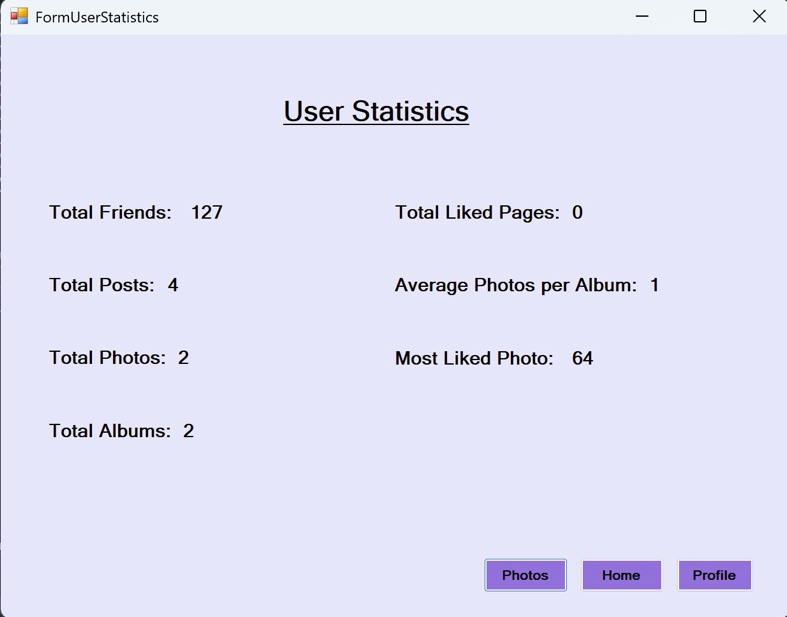 FormUserStatistics
User Statistics
Total Friends: 127
Total Liked Pages: 0
Total Posts: 4
Average Photos per Album: 1
Total Photos: 2
Most Liked Photo: 64
Total Albums: 2
Photos
Home
Profile